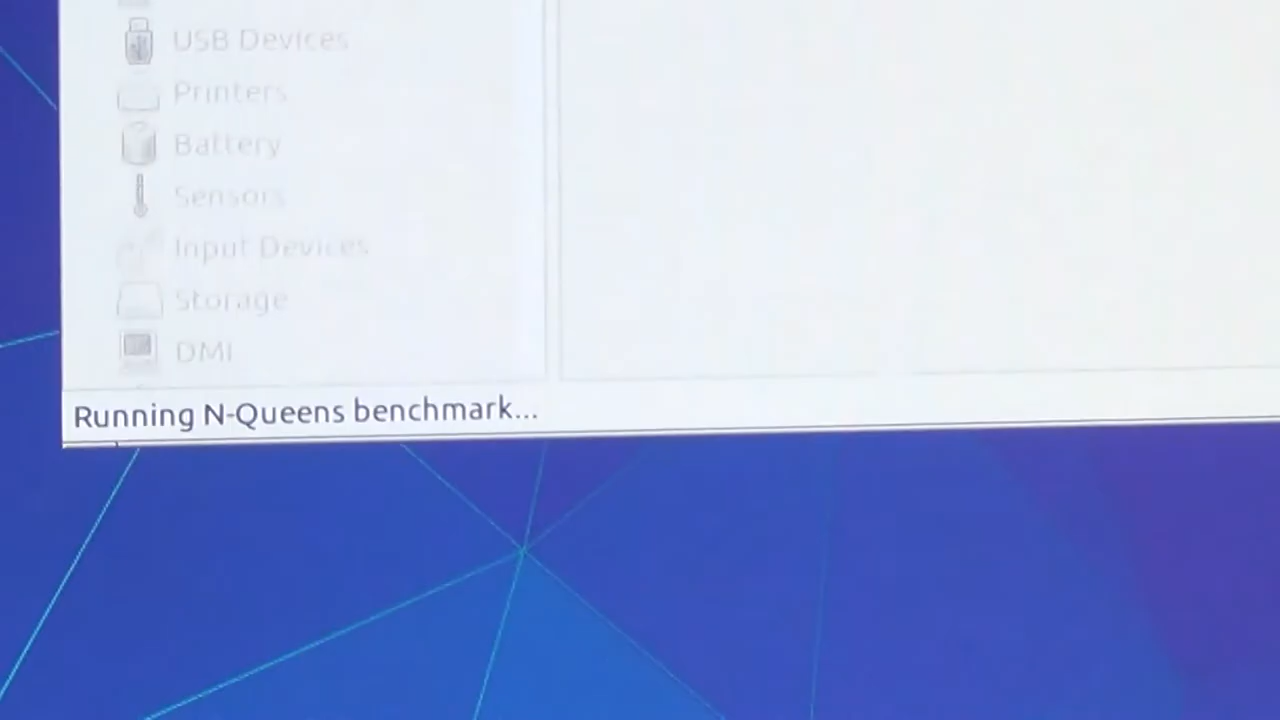 USB Devices
Printers
Battery
Sensors
Input Devices
Storage
DMI
Running N-Queens benchmark...